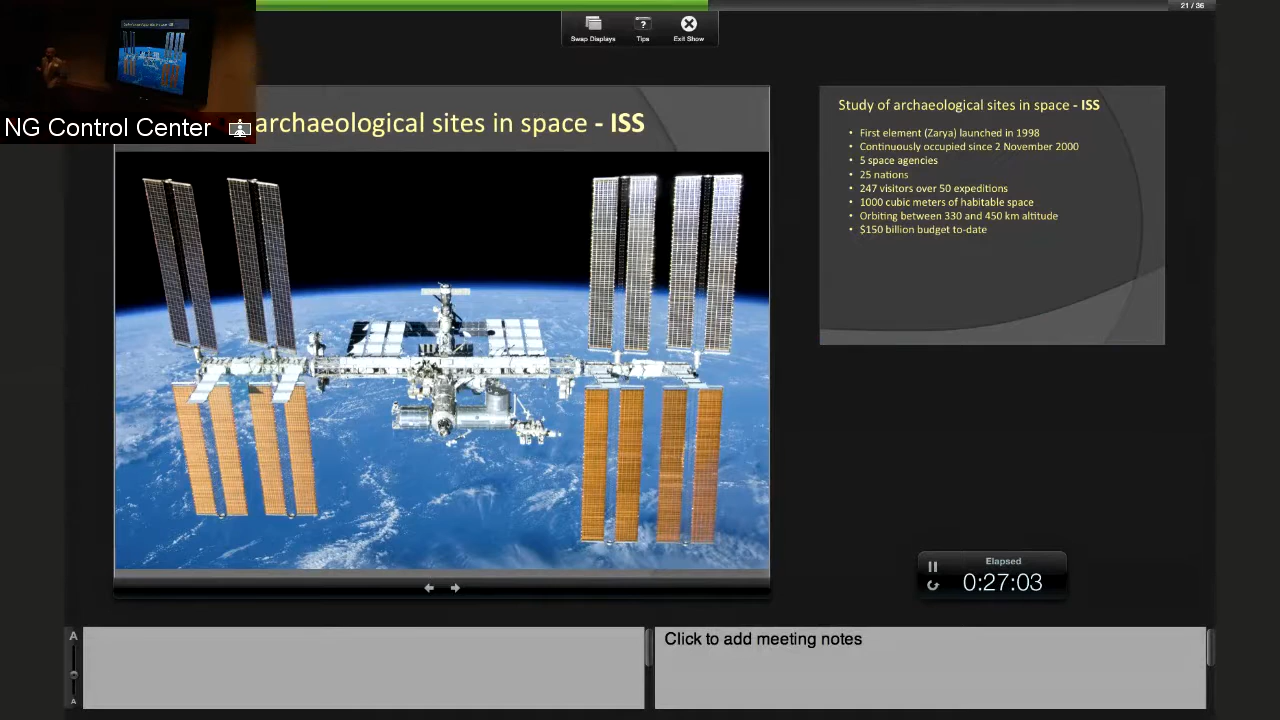 21 / 36
Swap Displays
Tips
Exit Show
NG Control Center
archaeological sites in space - ISS
Study of archaeological sites in space - ISS
• First element (Zarya) launched in 1998
• Continuously occupied since 2 November 2000
• 5 space agencies
• 25 nations
• 247 visitors over 50 expeditions
• 1000 cubic meters of habitable space
• Orbiting between 330 and 450 km altitude
• $150 billion budget to-date
Elapsed
0:27:03
A
A
Click to add meeting notes